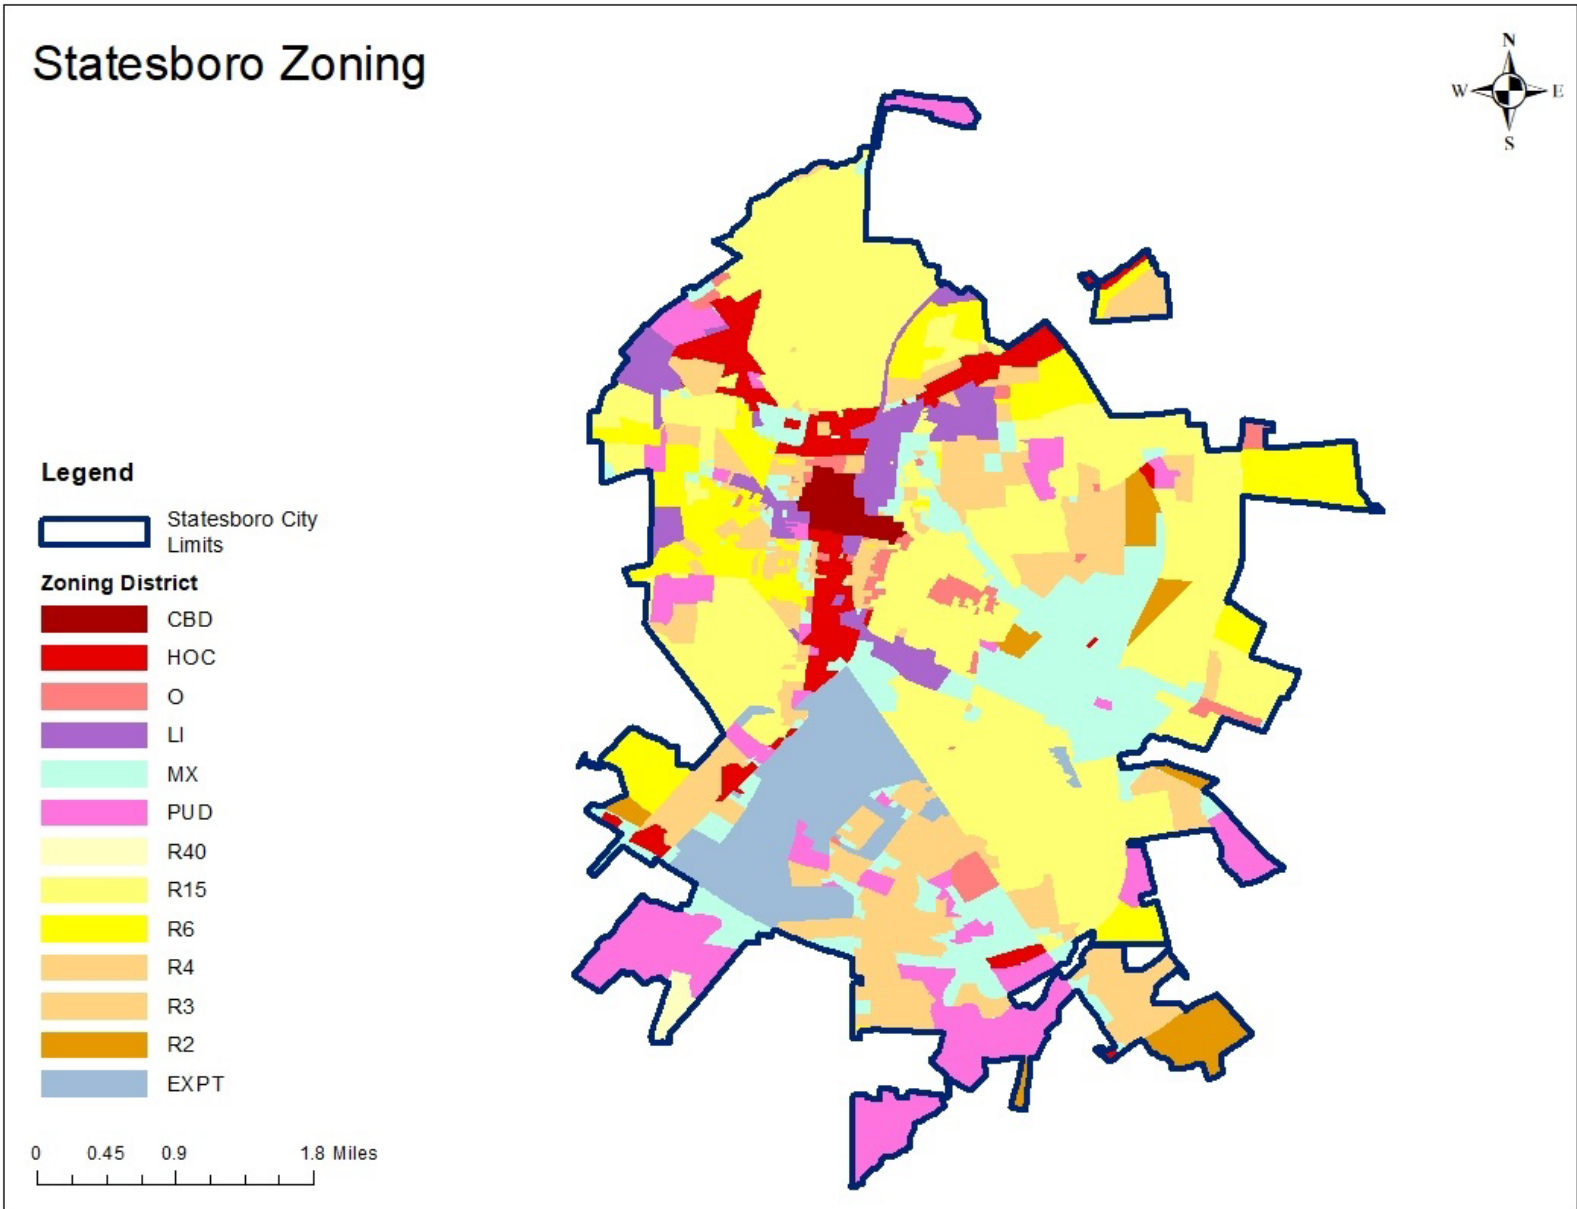 Statesboro Zoning
N
W E
S
Legend
Statesboro City
Limits
Zoning District
CBD
HOC
O
LI
MX
PUD
R40
R15
R6
R4
R3
R2
EXPT
0 0.45 0.9 1.8 Miles